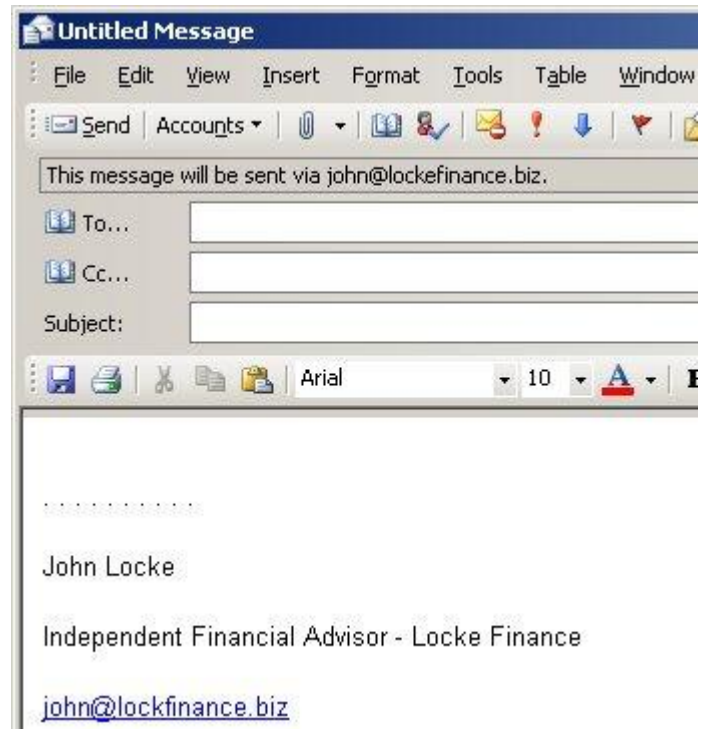 Untitled Message
File Edit View Insert Format Tools Table Window
Send Accounts
This message will be sent via john@lockefinance.biz.
To...
Cc...
Subject:
Arial 10 A B
. . . . . . . . . .
John Locke
Independent Financial Advisor - Locke Finance
john@lockfinance.biz